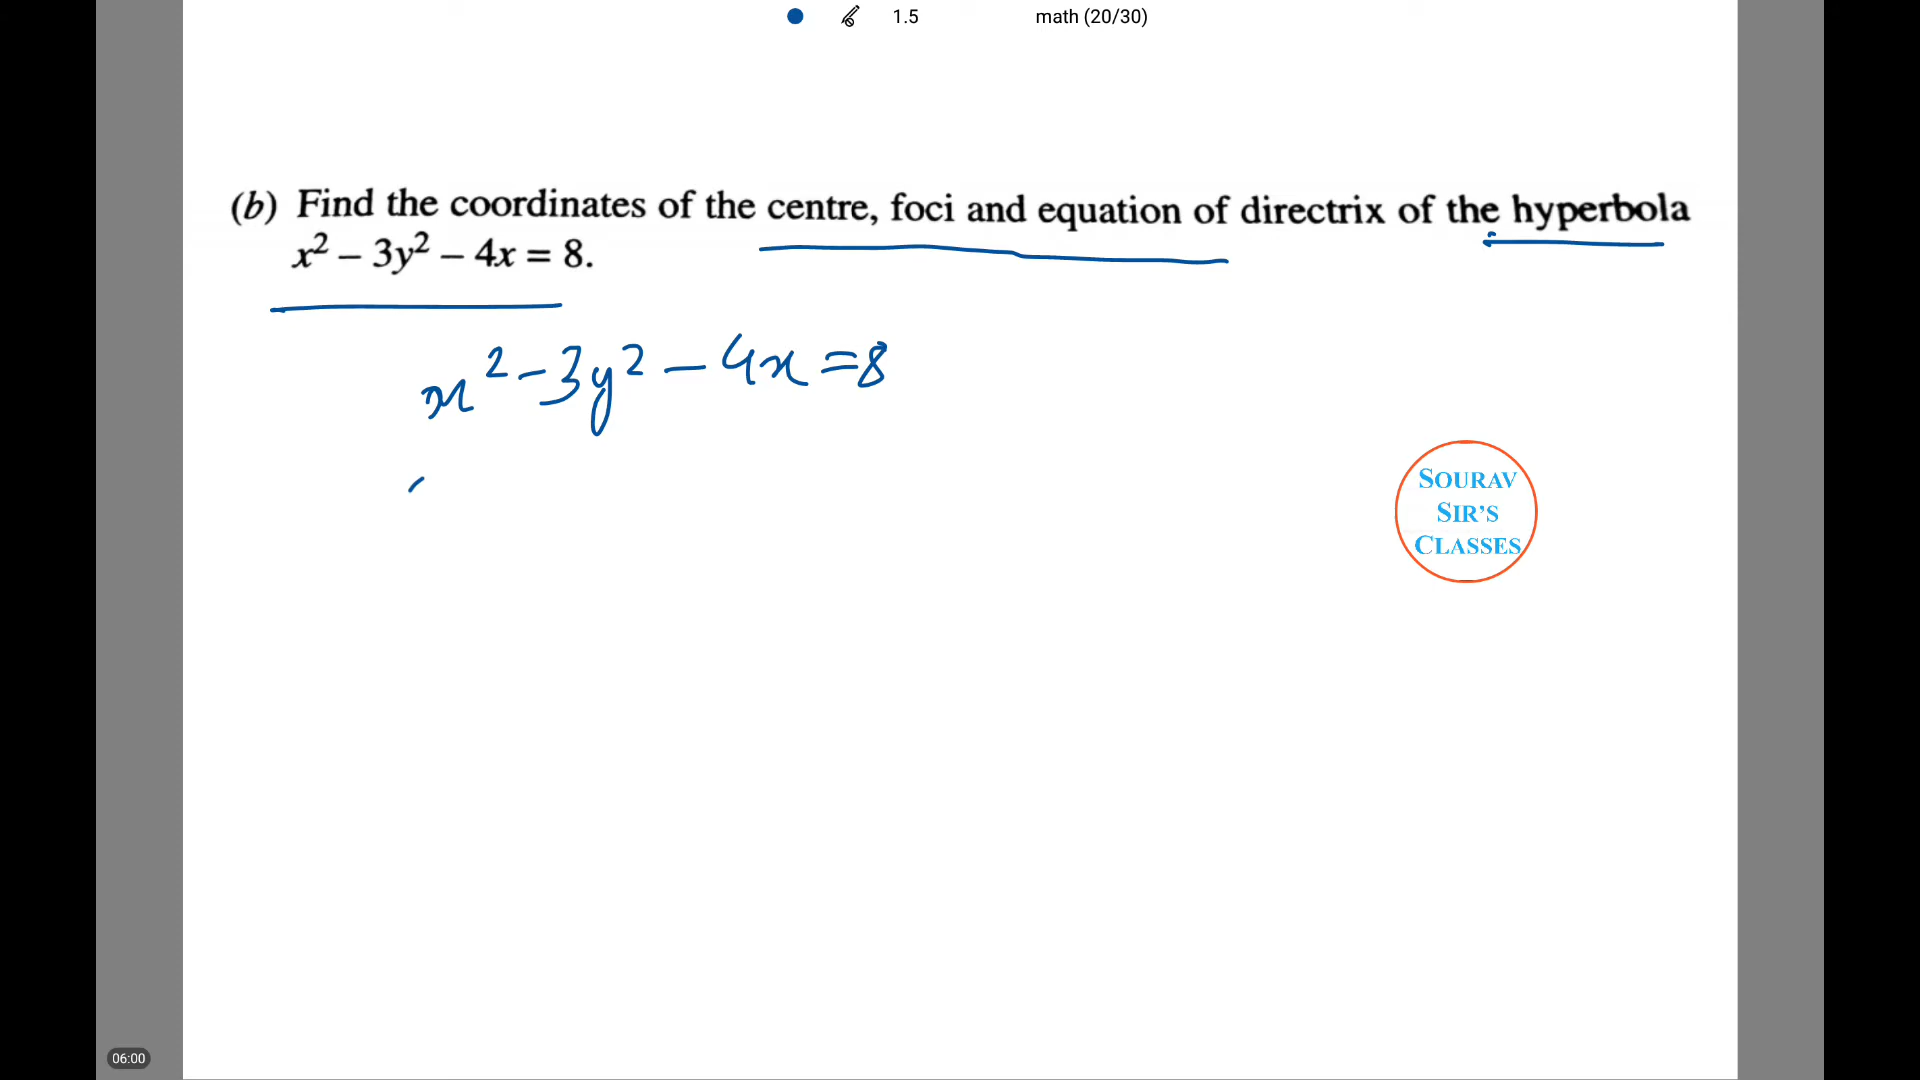 1.5 math (20/30)
(b) Find the coordinates of the centre, foci and equation of directrix of the hyperbola
x² – 3y² – 4x = 8.
x² - 3y² - 4x = 8
SOURAV
SIR'S
CLASSES
06:00